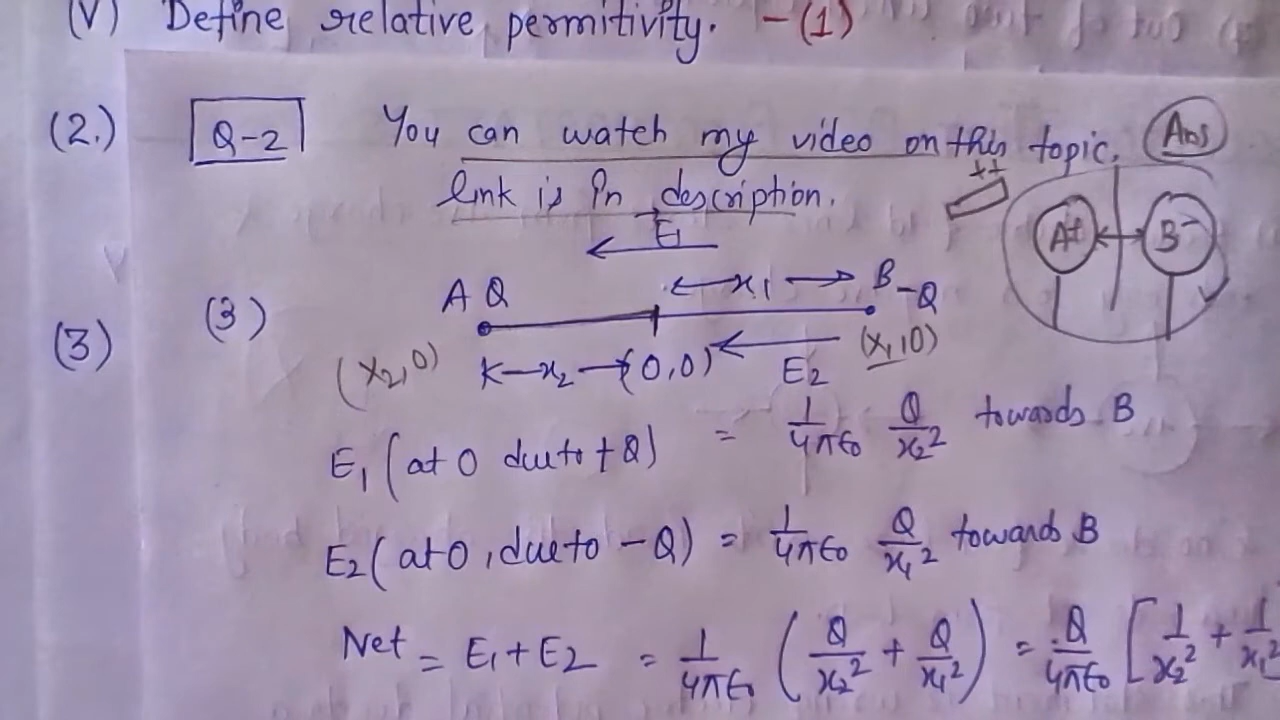 (V) Define relative permitivity. -(1)
(2.) Q-2 You can watch my video on this topic. Ans
link is in description.
++
A+ B-
E₁
A Q x₁ B -Q
(3) (3)
(x₂,0) x₂ (0,0) E₂ (x₁,0)
E₁ (at 0 due to +Q) = 1/4πϵ₀ Q/x₂² towards B
E₂ (at 0, due to -Q) = 1/4πϵ₀ Q/x₁² towards B
Net = E₁ + E₂ = 1/4πϵ₀ (Q/x₂² + Q/x₁²) = Q/4πϵ₀ [1/x₂² + 1/x₁²